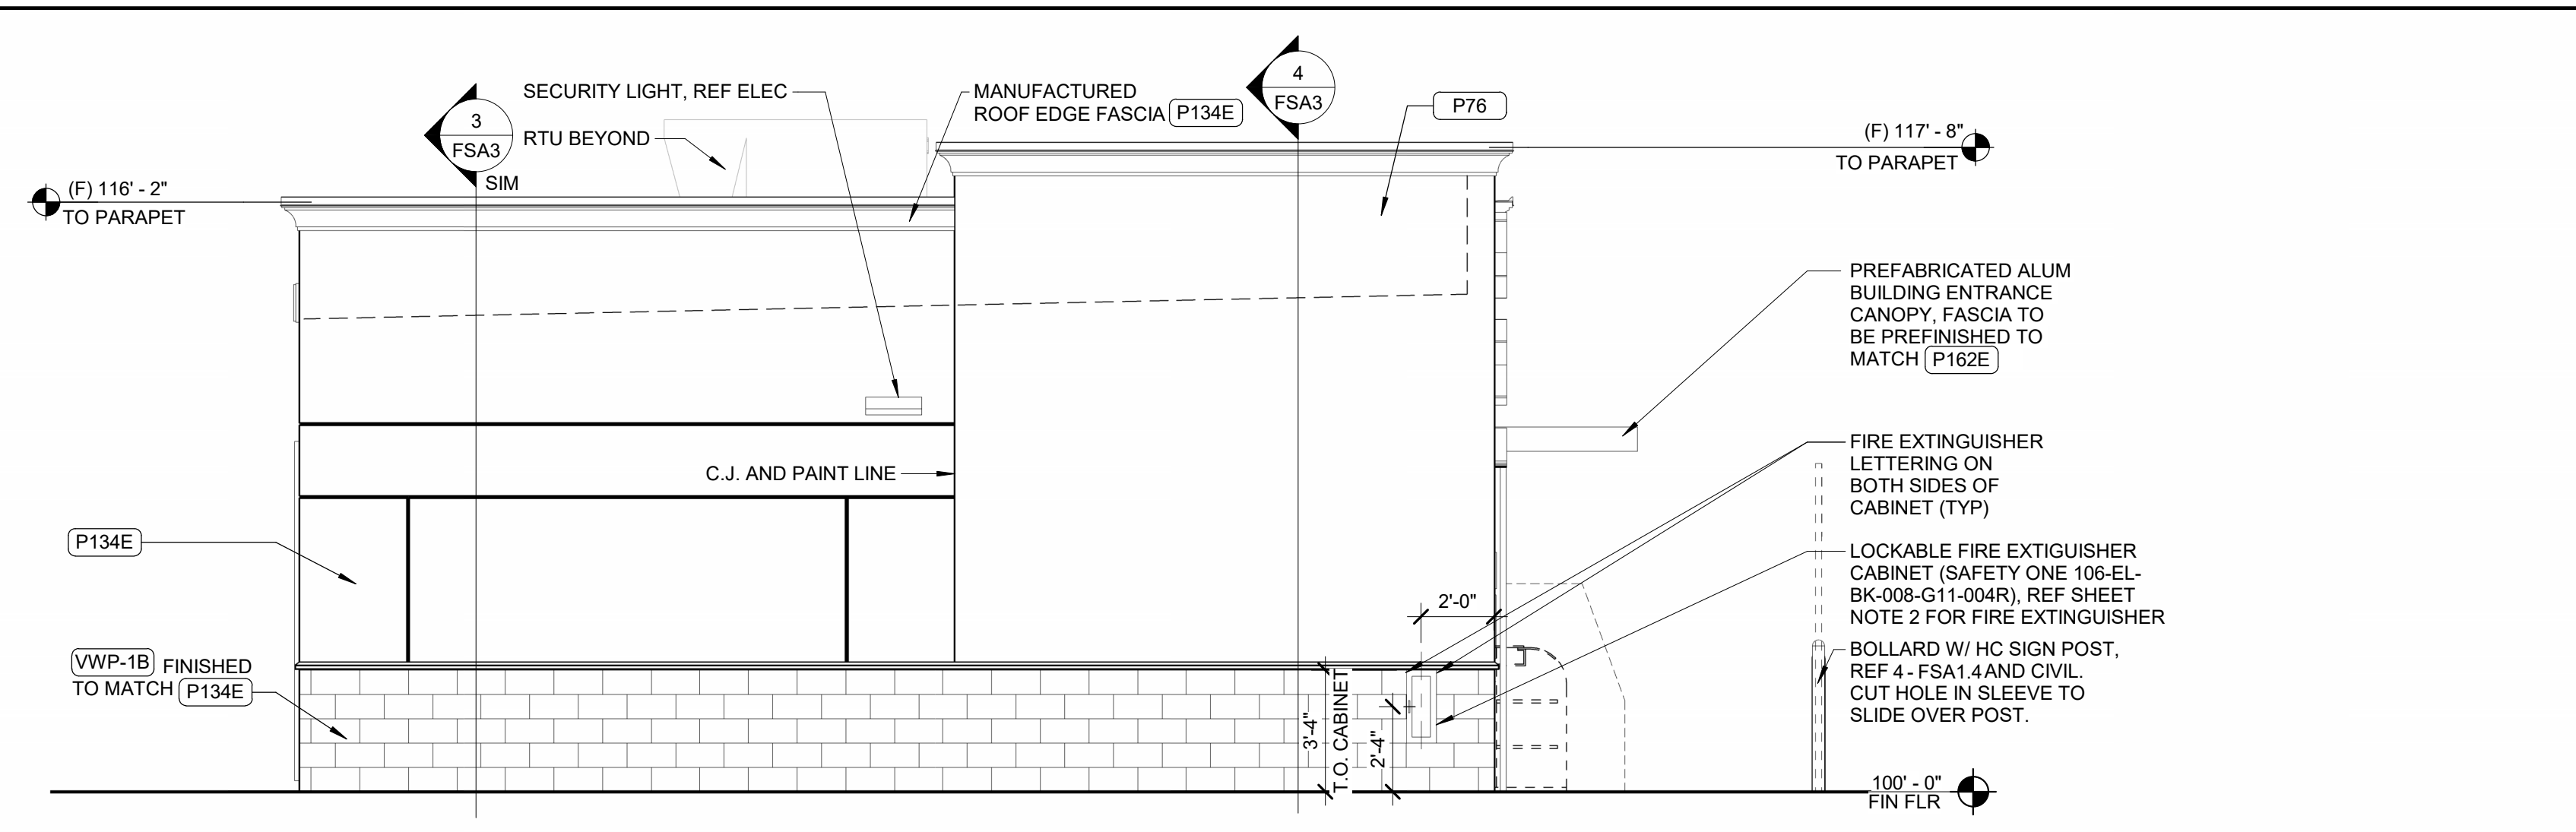 SECURITY LIGHT, REF ELEC
RTU BEYOND
3
FSA3
SIM
MANUFACTURED
ROOF EDGE FASCIA P134E
4
FSA3
P76
(F) 117' - 8"
TO PARAPET
(F) 116' - 2"
TO PARAPET
PREFABRICATED ALUM
BUILDING ENTRANCE
CANOPY, FASCIA TO
BE PREFINISHED TO
MATCH P162E
FIRE EXTINGUISHER
LETTERING ON
BOTH SIDES OF
CABINET (TYP)
C.J. AND PAINT LINE
P134E
LOCKABLE FIRE EXTIGUISHER
CABINET (SAFETY ONE 106-EL-
BK-008-G11-004R), REF SHEET
NOTE 2 FOR FIRE EXTINGUISHER
2'-0"
VWP-1B FINISHED
TO MATCH P134E
BOLLARD W/ HC SIGN POST,
REF 4 - FSA1.4 AND CIVIL.
CUT HOLE IN SLEEVE TO
SLIDE OVER POST.
3'-4"
T.O. CABINET
2'-4"
100' - 0"
FIN FLR